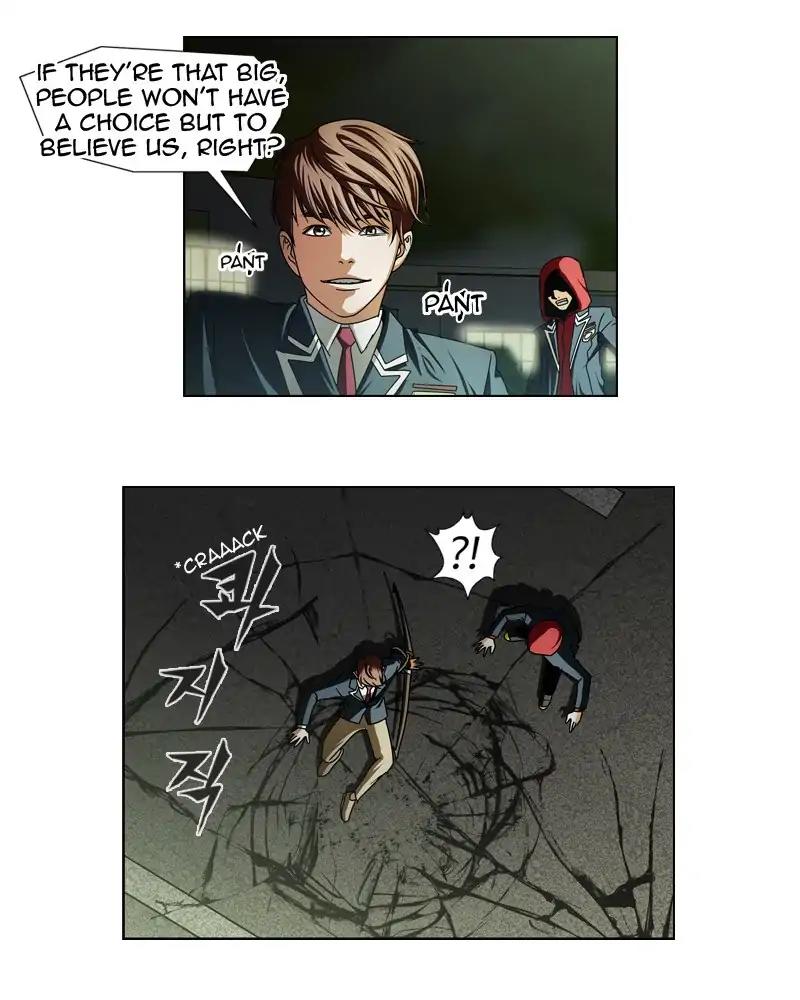 IF THEY'RE THAT BIG,
PEOPLE WON'T HAVE
A CHOICE BUT TO
BELIEVE US, RIGHT?
PANT
PANT
*CRAAACK
콰
지
직
?!